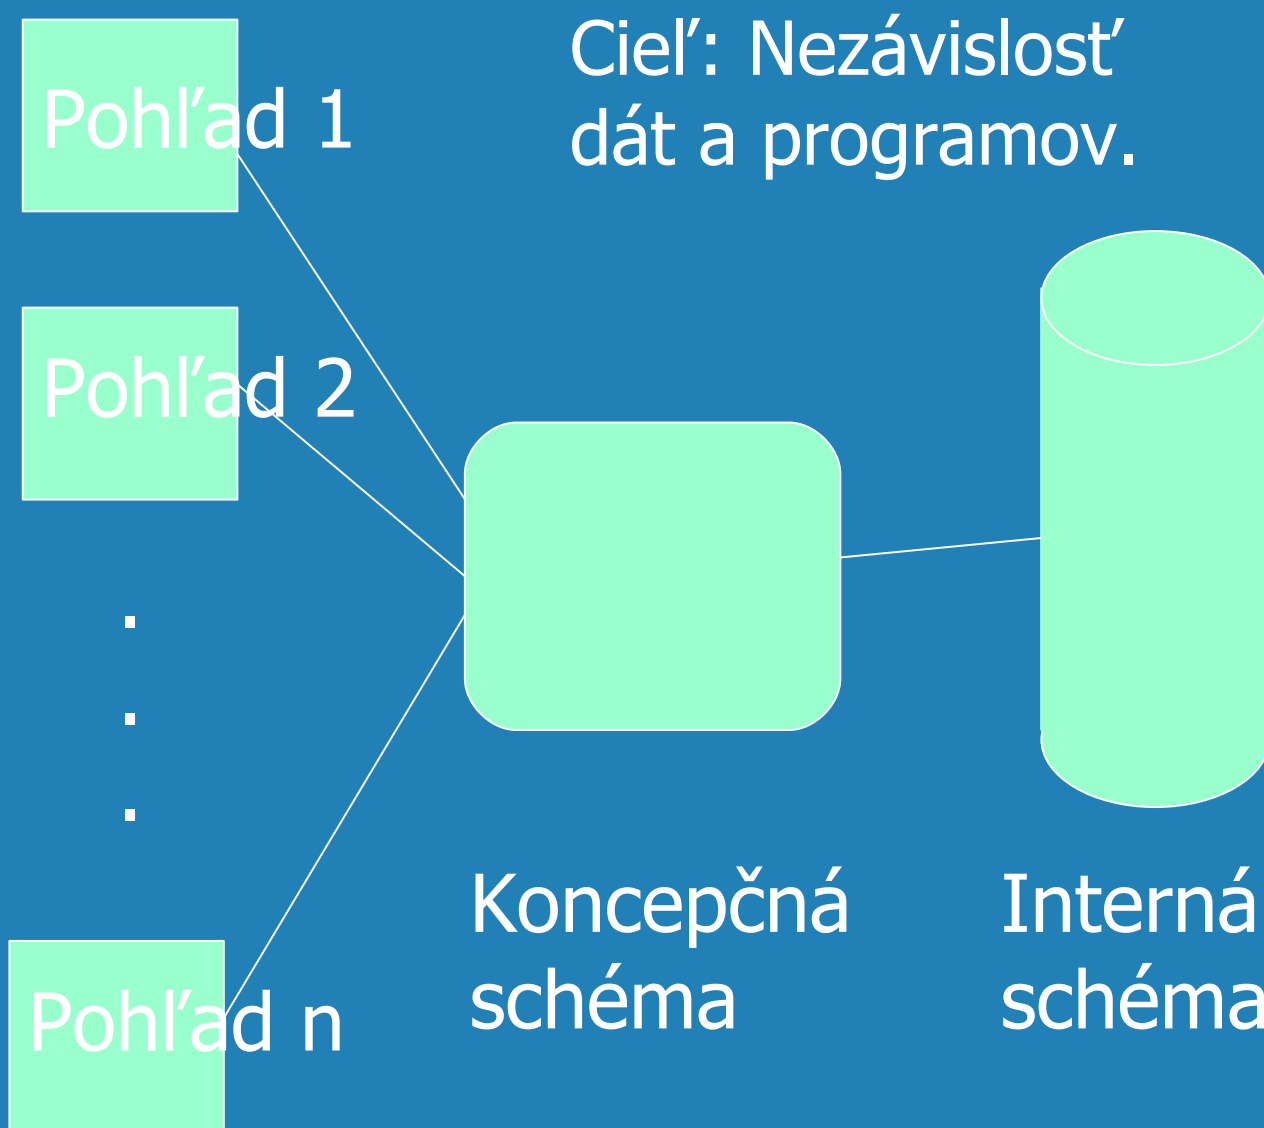 Cieľ: Nezávislosť
dát a programov.
Pohľad 1
Pohľad 2
.
.
.
Pohľad n
Koncepčná
schéma
Interná
schéma